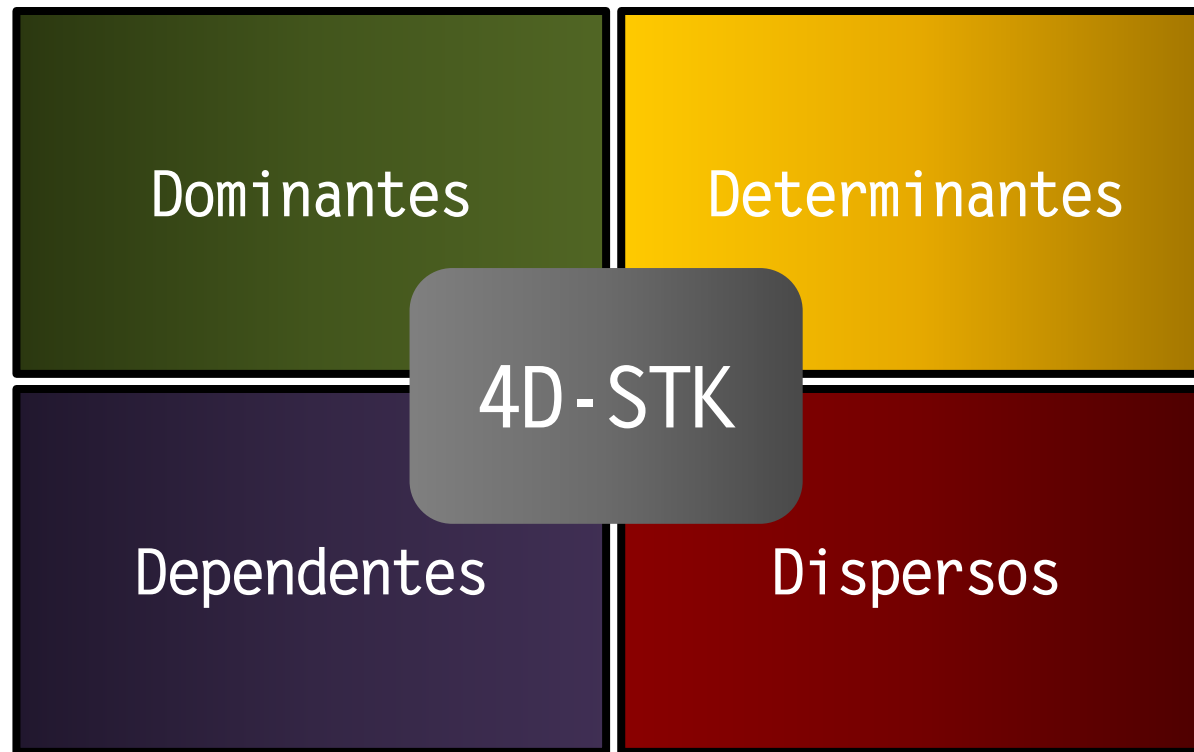 Dominantes
Determinantes
4D-STK
Dependentes
Dispersos